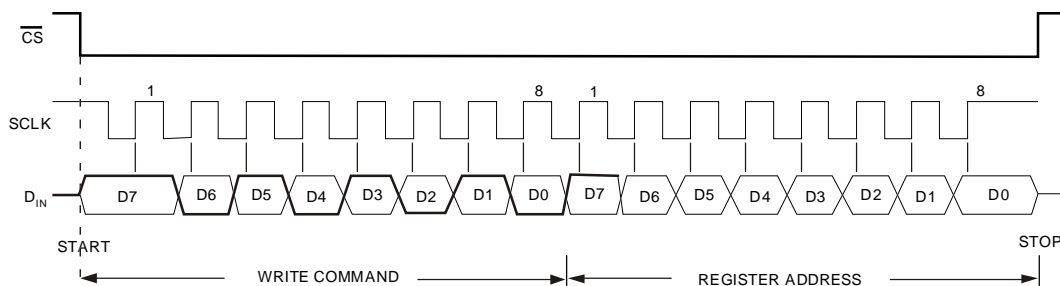 CS
1 8 1 8
SCLK
DIN D7 D6 D5 D4 D3 D2 D1 D0 D7 D6 D5 D4 D3 D2 D1 D0
START STOP
WRITE COMMAND REGISTER ADDRESS